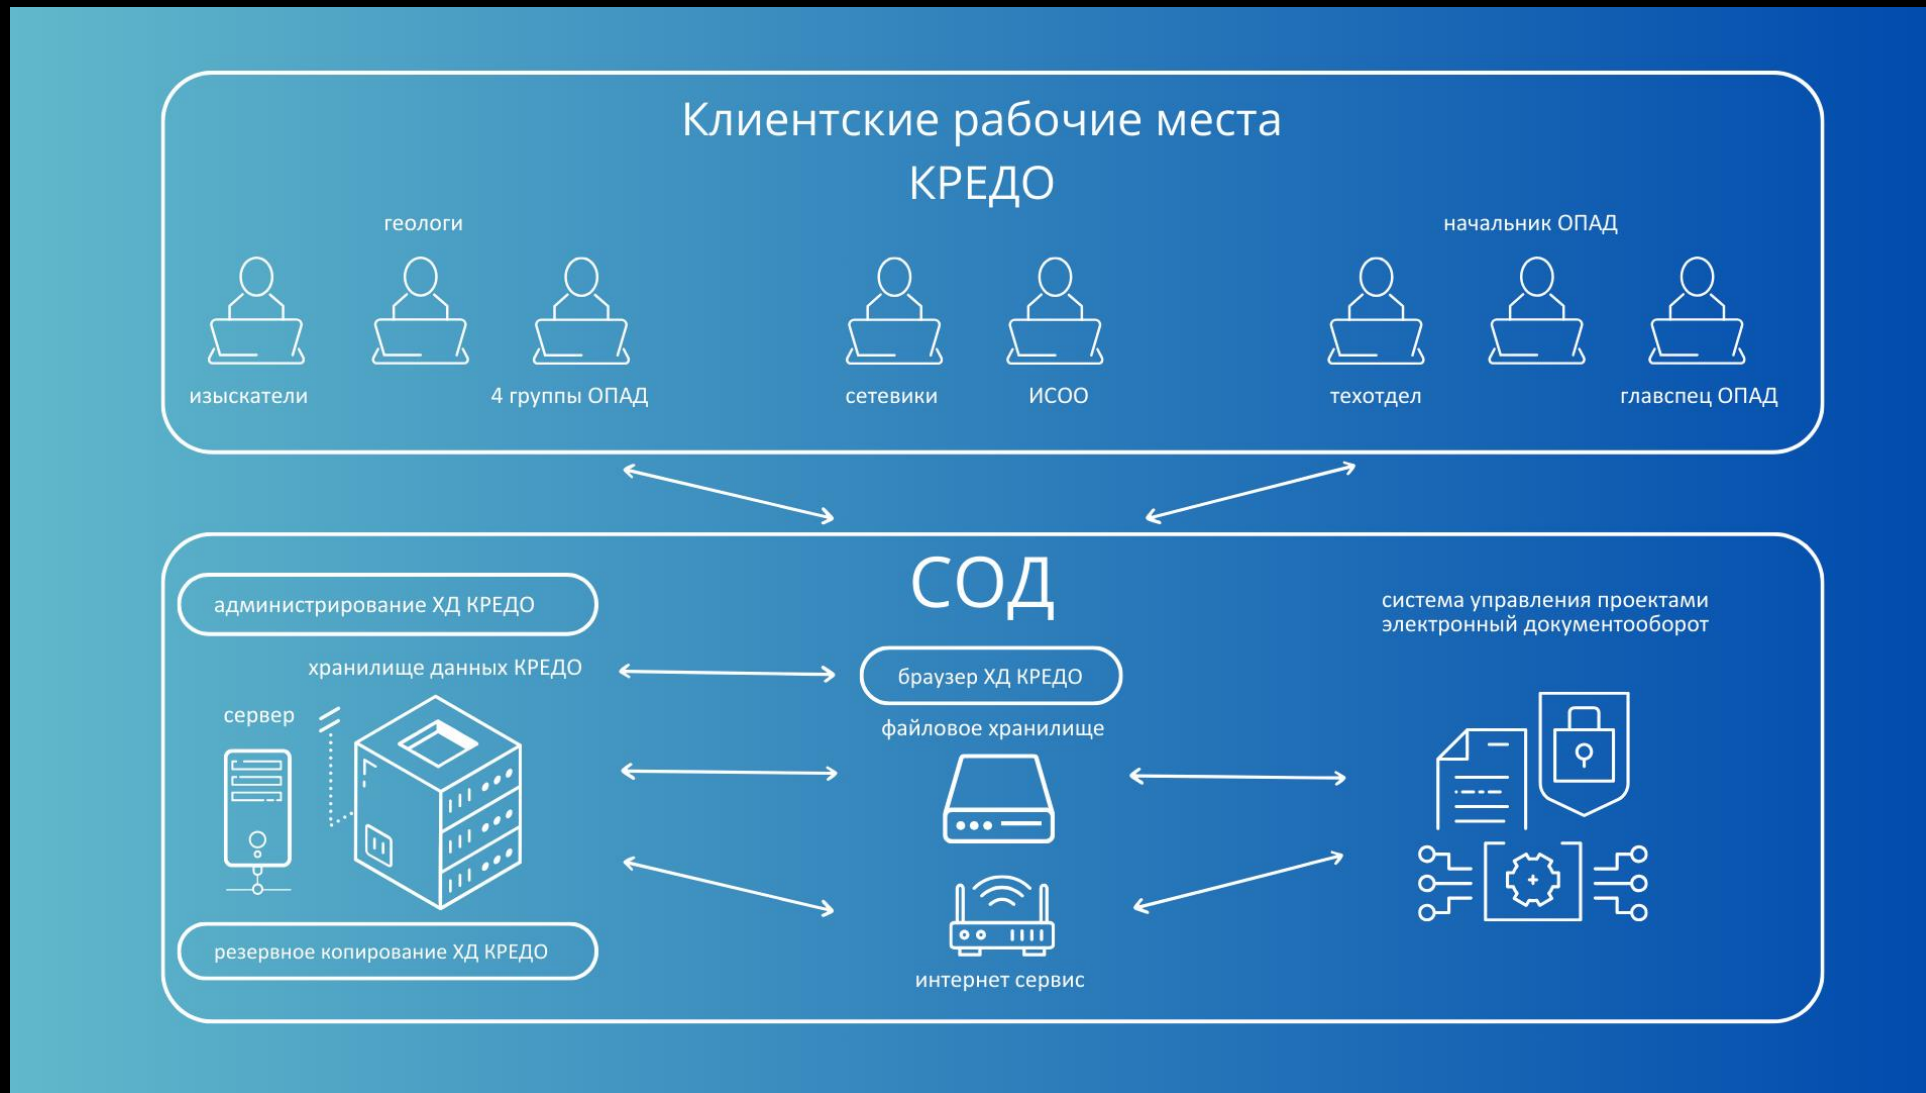 Клиентские рабочие места
КРЕДО
геологи
начальник ОПАД
изыскатели
4 группы ОПАД
сетевики
ИСОО
техотдел
главспец ОПАД
СОД
администрирование ХД КРЕДО
хранилище данных КРЕДО
сервер
резервное копирование ХД КРЕДО
браузер ХД КРЕДО
файловое хранилище
интернет сервис
система управления проектами
электронный документооборот